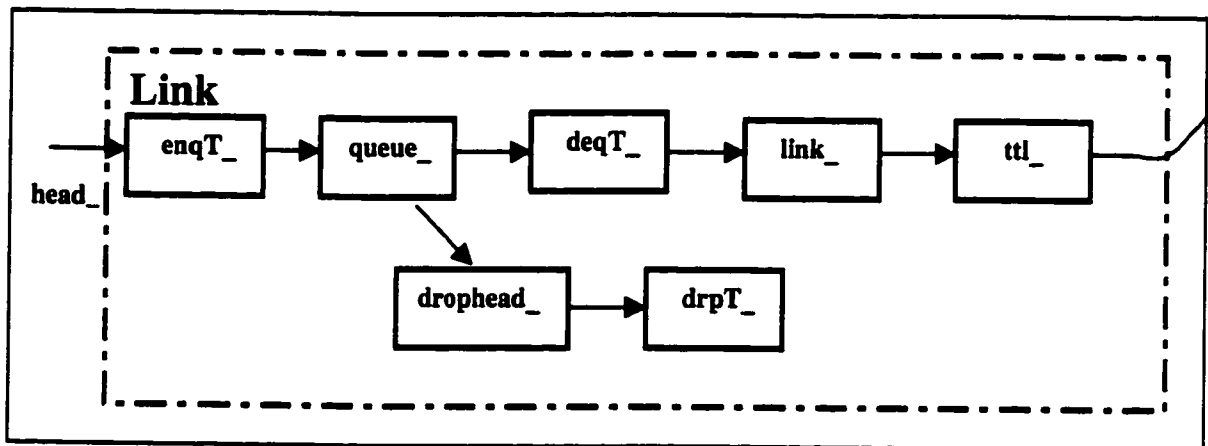 Link
enqT_
queue_
deqT_
link_
ttl_
head_
drophead_
drpT_